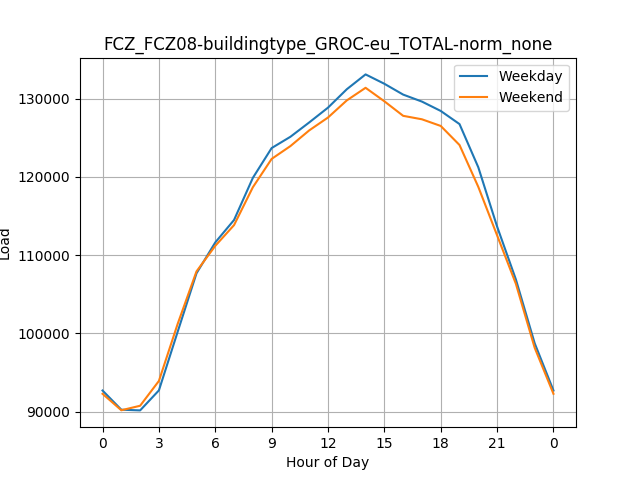 FCZ_FCZ08-buildingtype_GROC-eu_TOTAL-norm_none
Weekday
Weekend
130000
120000
110000
100000
90000
Load
0 3 6 9 12 15 18 21 0
Hour of Day